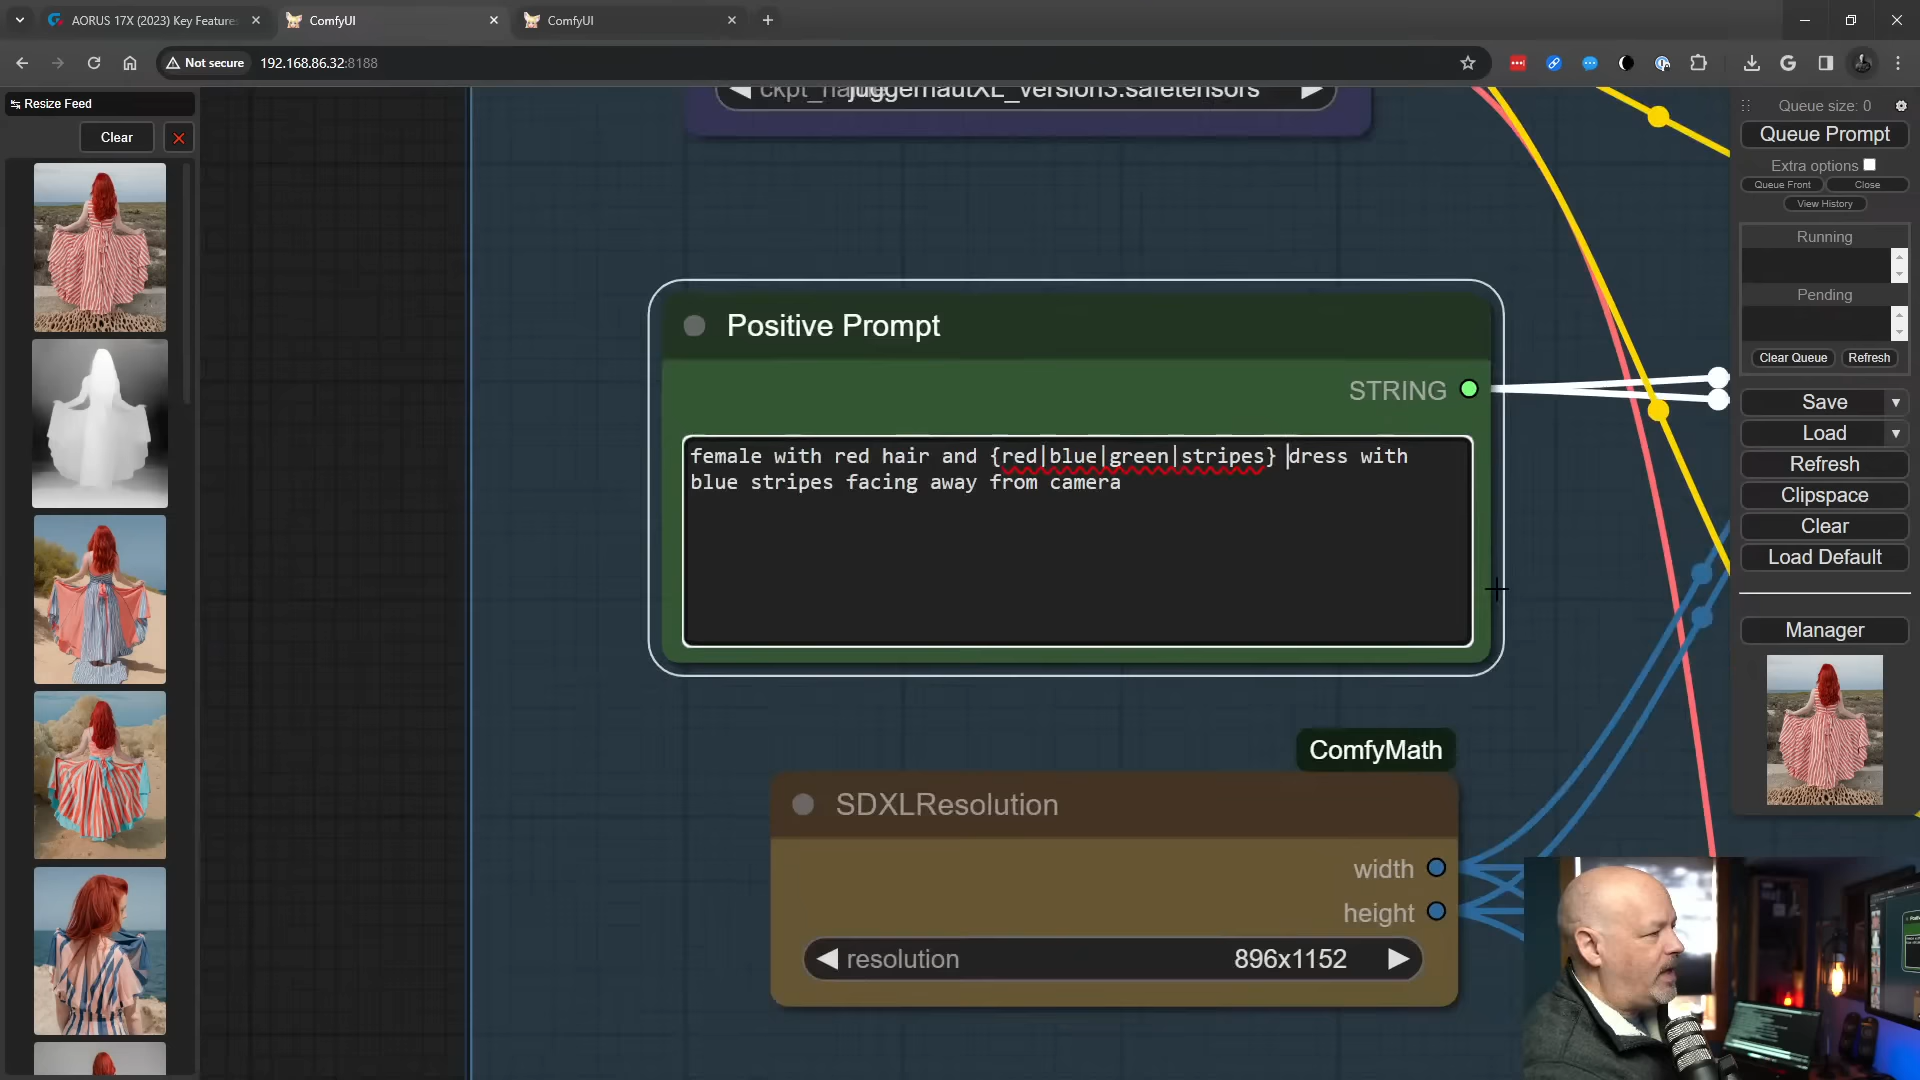 AORUS 17X (2023) Key Features
ComfyUI
ComfyUI
Not secure
192.168.86.32:8188
Resize Feed
Clear
juggernautXL_version3.safetensors
Queue size: 0
Queue Prompt
Extra options
Queue Front
Close
View History
Running
Pending
Clear Queue
Refresh
Save
Load
Refresh
Clipspace
Clear
Load Default
Manager
Positive Prompt
STRING
female with red hair and {red|blue|green|stripes} dress with
blue stripes facing away from camera
ComfyMath
SDXLResolution
width
height
resolution
896x1152